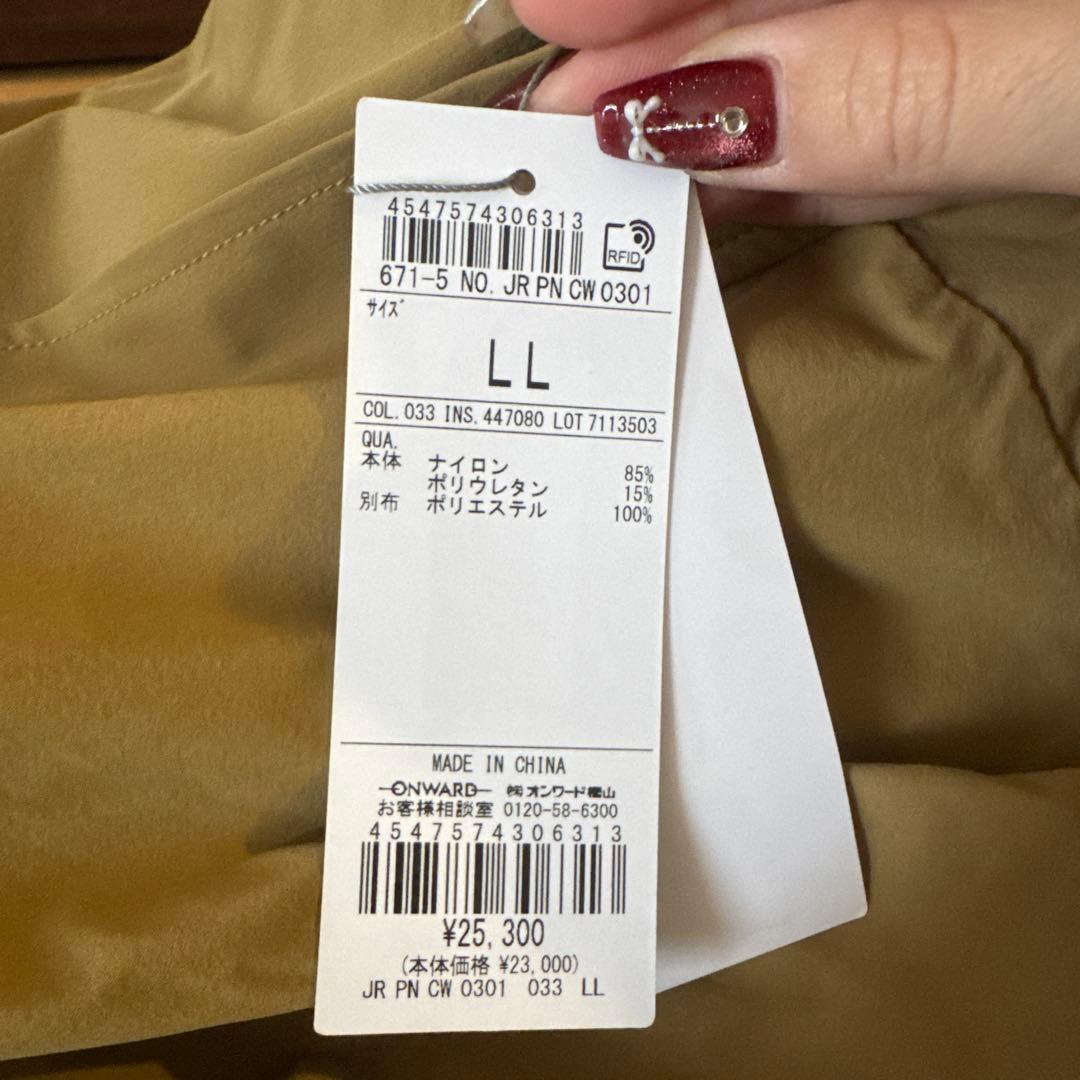 4547574306313
RFID
671-5 NO. JR PN CW 0301
サイズ
LL
COL. 033 INS. 447080 LOT 7113503
QUA.
本体 ナイロン 85%
ポリウレタン 15%
別布 ポリエステル 100%
MADE IN CHINA
ONWARD ㈱オンワード樫山
お客様相談室 0120-58-6300
4547574306313
¥25,300
(本体価格 ¥23,000)
JR PN CW 0301 033 LL